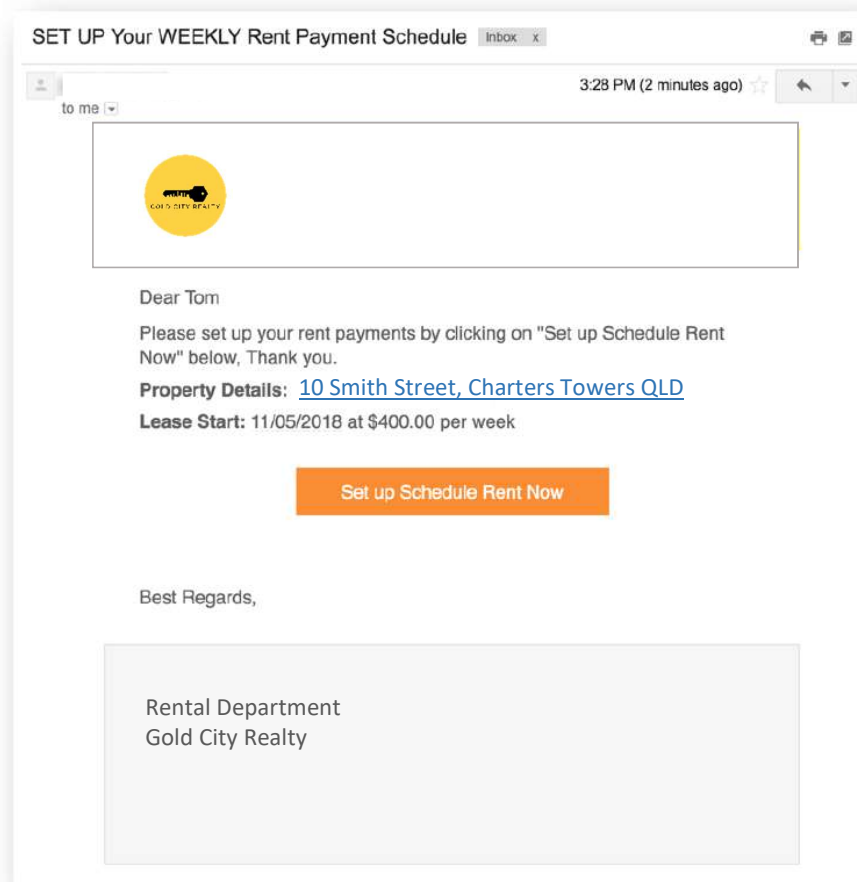 SET UP Your WEEKLY Rent Payment Schedule Inbox x
3:28 PM (2 minutes ago)
to me
GOLD CITY REALTY
Dear Tom
Please set up your rent payments by clicking on "Set up Schedule Rent
Now" below, Thank you.
Property Details: 10 Smith Street, Charters Towers QLD
Lease Start: 11/05/2018 at $400.00 per week
Set up Schedule Rent Now
Best Regards,
Rental Department
Gold City Realty